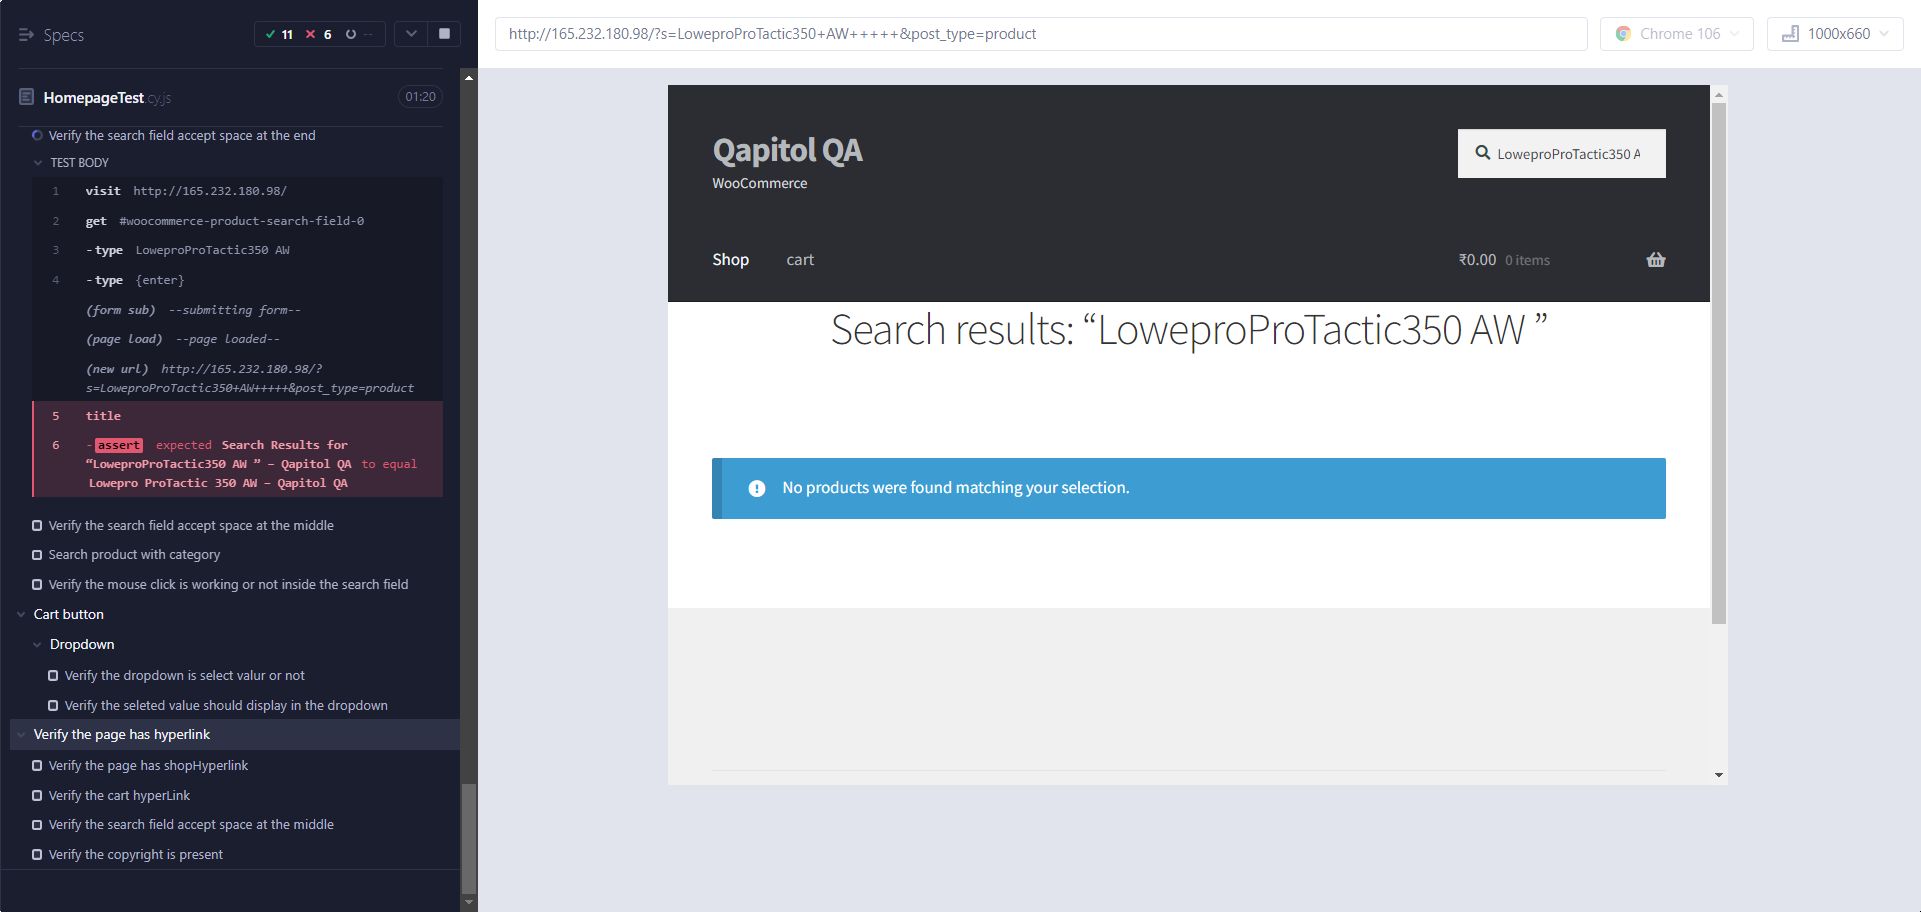 Specs
11 6 --
HomepageTest.cy.js 01:20
Verify the search field accept space at the end
TEST BODY
1 visit http://165.232.180.98/
2 get #woocommerce-product-search-field-0
3 -type LoweproProTactic350 AW
4 -type {enter}
(form sub) --submitting form--
(page load) --page loaded--
(new url) http://165.232.180.98/?
s=LoweproProTactic350+AW+++++&post_type=product
5 title
6 -assert expected Search Results for
“LoweproProTactic350 AW ” – Qapitol QA to equal
Lowepro ProTactic 350 AW – Qapitol QA
Verify the search field accept space at the middle
Search product with category
Verify the mouse click is working or not inside the search field
Cart button
Dropdown
Verify the dropdown is select valur or not
Verify the seleted value should display in the dropdown
Verify the page has hyperlink
Verify the page has shopHyperlink
Verify the cart hyperLink
Verify the search field accept space at the middle
Verify the copyright is present
http://165.232.180.98/?s=LoweproProTactic350+AW+++++&post_type=product
Chrome 106
1000x660
Qapitol QA
WooCommerce
LoweproProTactic350 A
Shop cart ₹0.00 0 items
Search results: “LoweproProTactic350 AW ”
No products were found matching your selection.